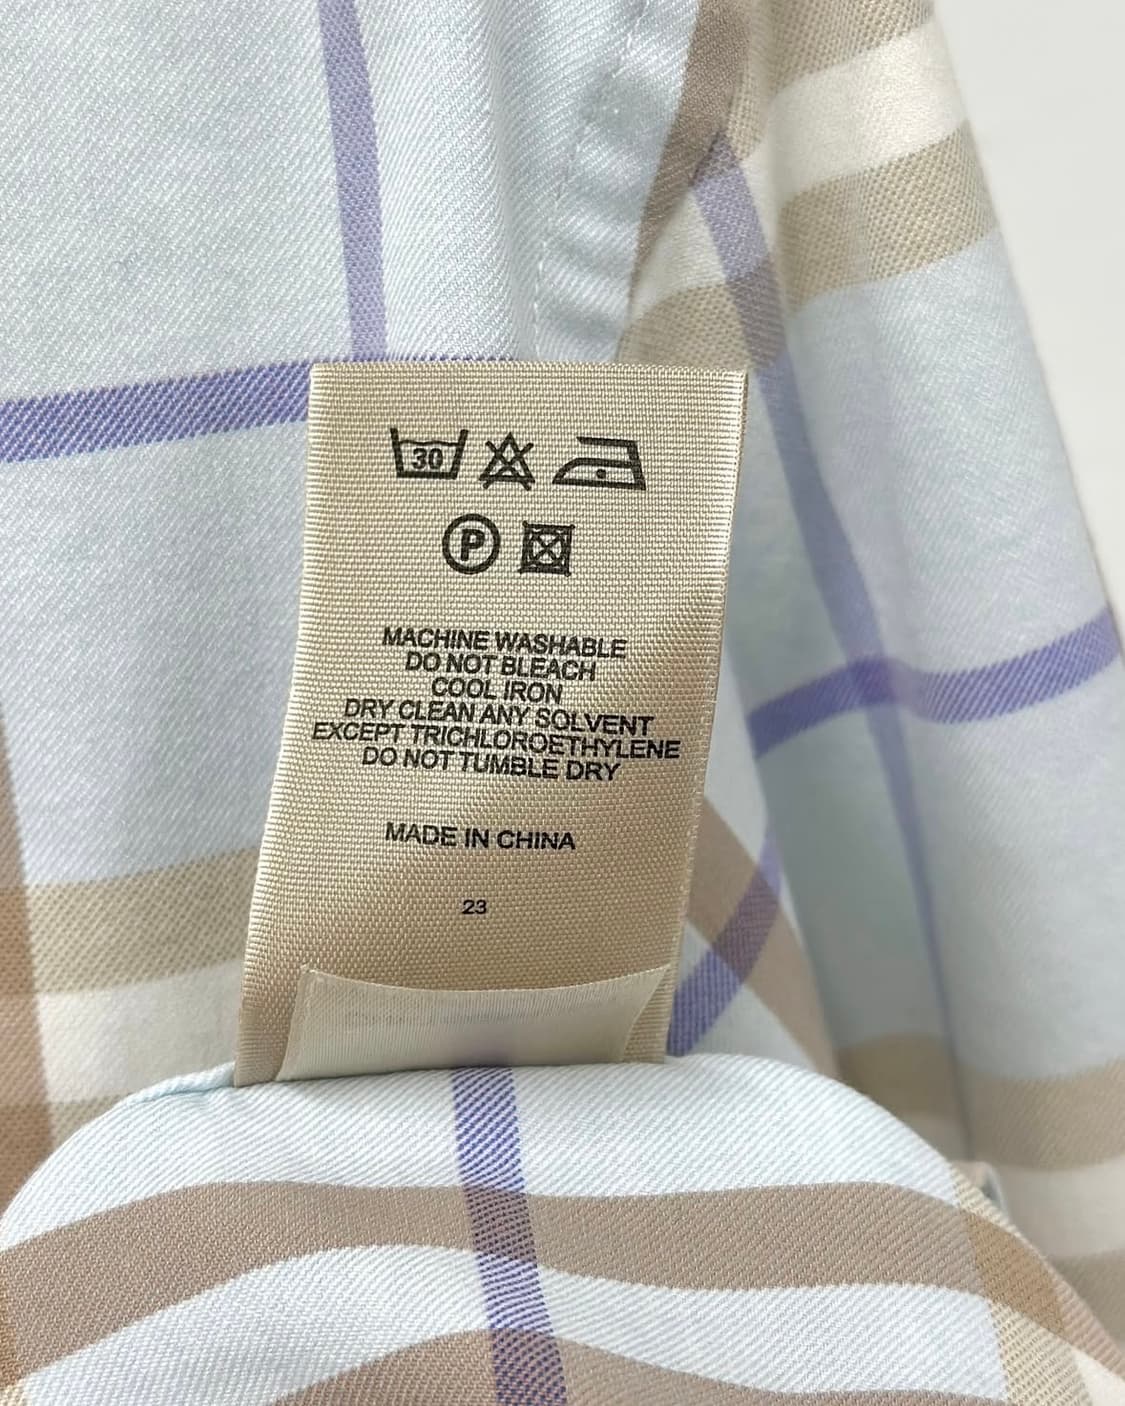 30
P
MACHINE WASHABLE
DO NOT BLEACH
COOL IRON
DRY CLEAN ANY SOLVENT
EXCEPT TRICHLOROETHYLENE
DO NOT TUMBLE DRY
MADE IN CHINA
23